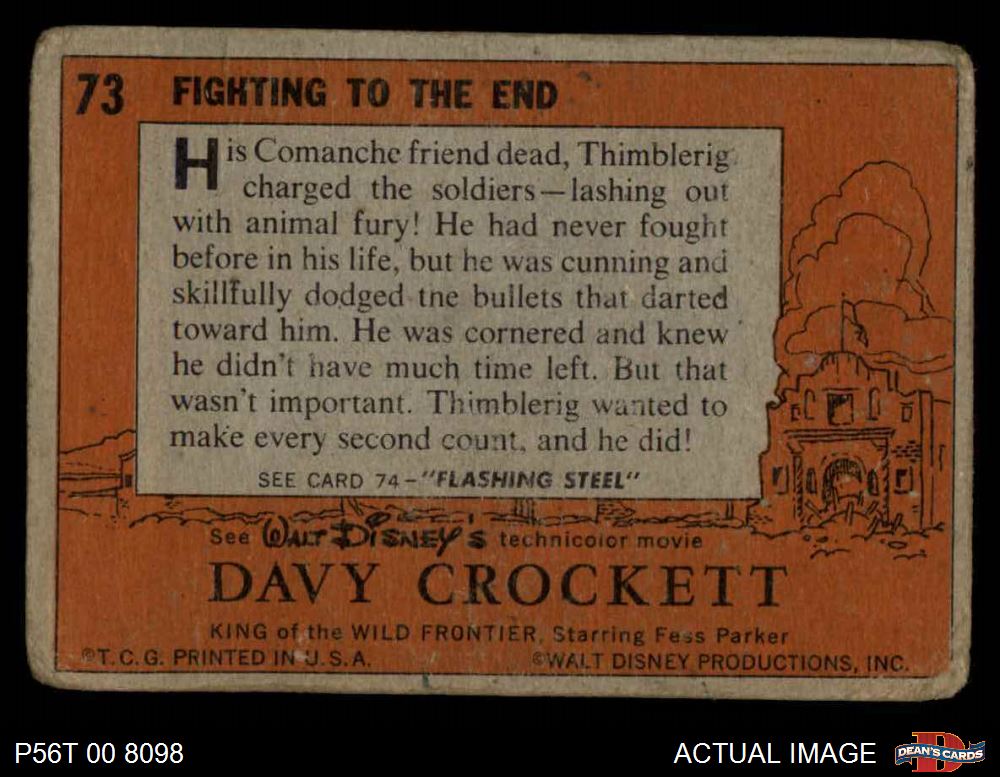 73 FIGHTING TO THE END
His Comanche friend dead, Thimblerig
charged the soldiers—lashing out
with animal fury! He had never fought
before in his life, but he was cunning and
skillfully dodged the bullets that darted
toward him. He was cornered and knew
he didn't have much time left. But that
wasn't important. Thimblerig wanted to
make every second count, and he did!
SEE CARD 74-"FLASHING STEEL"
See WALT DISNEY'S technicolor movie
DAVY CROCKETT
KING of the WILD FRONTIER, Starring Fess Parker
©T.C.G. PRINTED IN U.S.A. ©WALT DISNEY PRODUCTIONS, INC.
P56T 00 8098 ACTUAL IMAGE DEAN'S CARDS